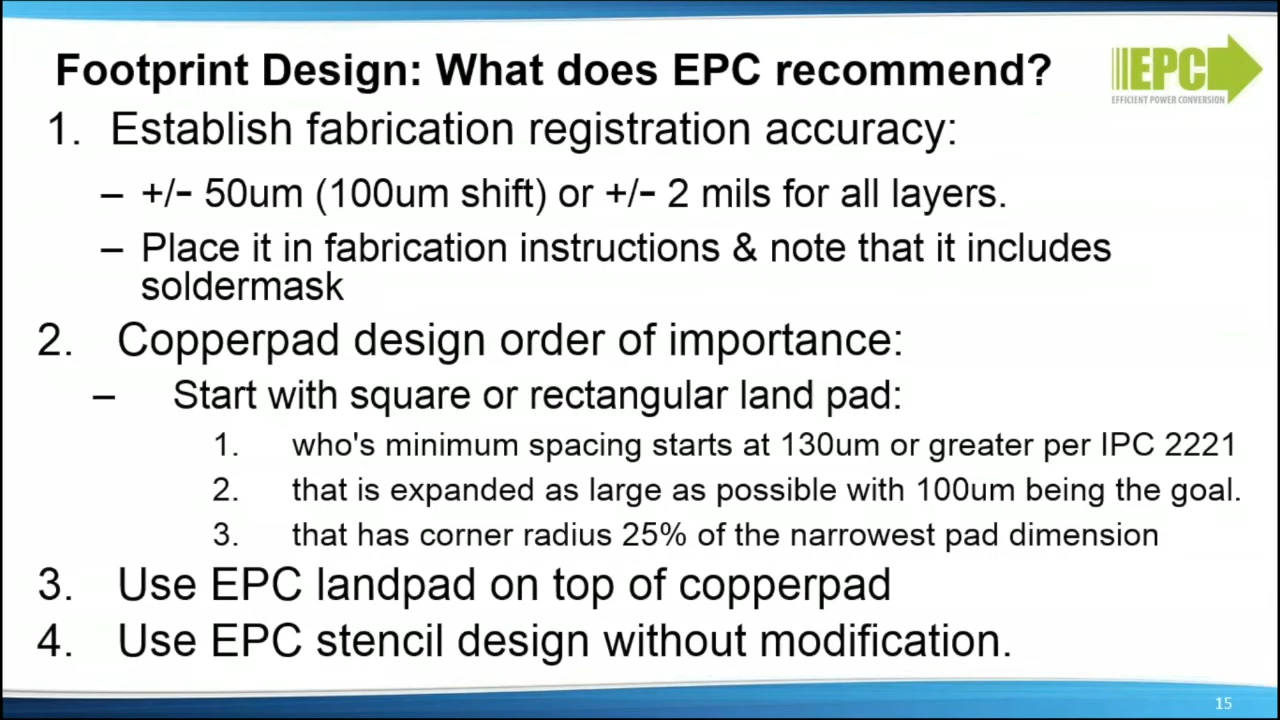 Footprint Design: What does EPC recommend?
EPC
EFFICIENT POWER CONVERSION
1. Establish fabrication registration accuracy:
– +/- 50um (100um shift) or +/- 2 mils for all layers.
– Place it in fabrication instructions & note that it includes
soldermask
2. Copperpad design order of importance:
– Start with square or rectangular land pad:
1. who's minimum spacing starts at 130um or greater per IPC 2221
2. that is expanded as large as possible with 100um being the goal.
3. that has corner radius 25% of the narrowest pad dimension
3. Use EPC landpad on top of copperpad
4. Use EPC stencil design without modification.
15